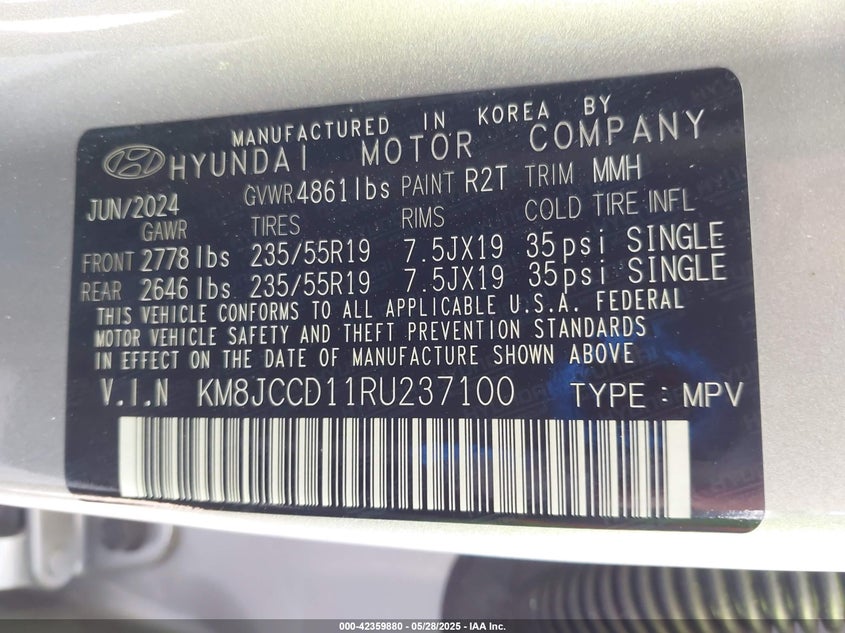 MANUFACTURED IN KOREA BY
HYUNDAI MOTOR COMPANY
JUN/2024 GVWR 4861lbs PAINT R2T TRIM MMH
GAWR TIRES RIMS COLD TIRE INFL
FRONT 2778 lbs 235/55R19 7.5JX19 35psi SINGLE
REAR 2646 lbs 235/55R19 7.5JX19 35psi SINGLE
THIS VEHICLE CONFORMS TO ALL APPLICABLE U.S.A. FEDERAL
MOTOR VEHICLE SAFETY AND THEFT PREVENTION STANDARDS
IN EFFECT ON THE DATE OF MANUFACTURE SHOWN ABOVE
V.I.N KM8JCCD11RU237100 TYPE : MPV
000-42359880 - 05/28/2025 - IAA Inc.